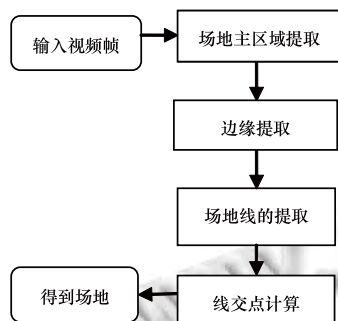 输入视频帧
场地主区域提取
边缘提取
场地线的提取
线交点计算
得到场地